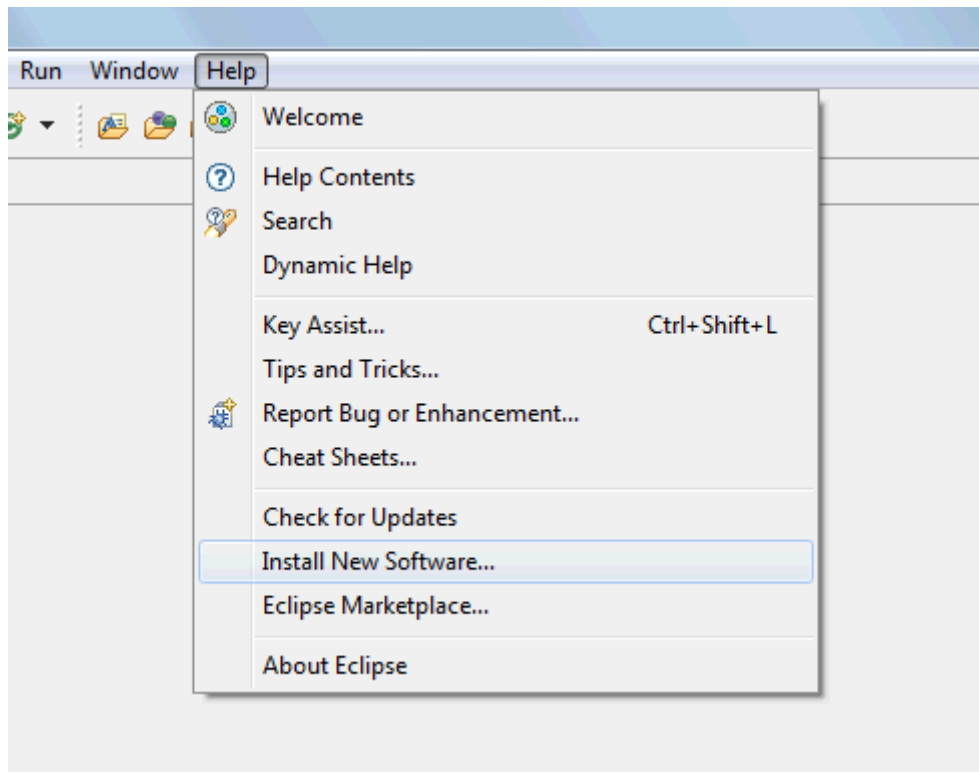 Run Window Help
Welcome
Help Contents
Search
Dynamic Help
Key Assist... Ctrl+Shift+L
Tips and Tricks...
Report Bug or Enhancement...
Cheat Sheets...
Check for Updates
Install New Software...
Eclipse Marketplace...
About Eclipse